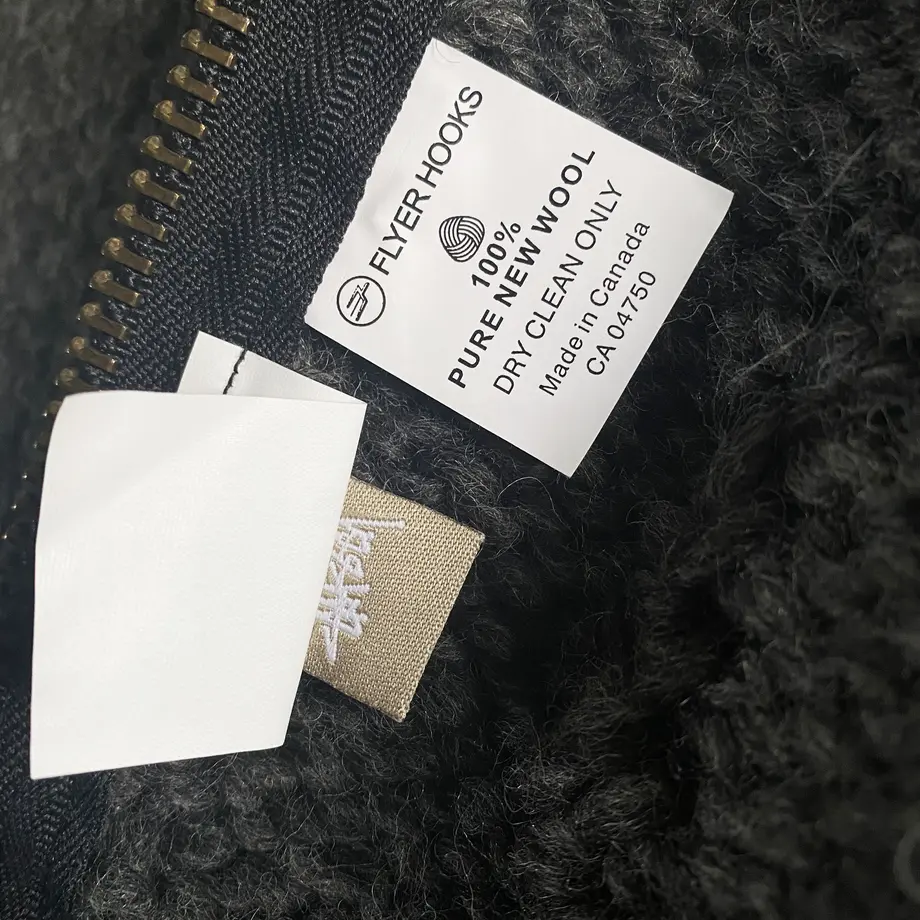 FLYER HOOKS
100%
PURE NEW WOOL
DRY CLEAN ONLY
Made in Canada
CA 04750